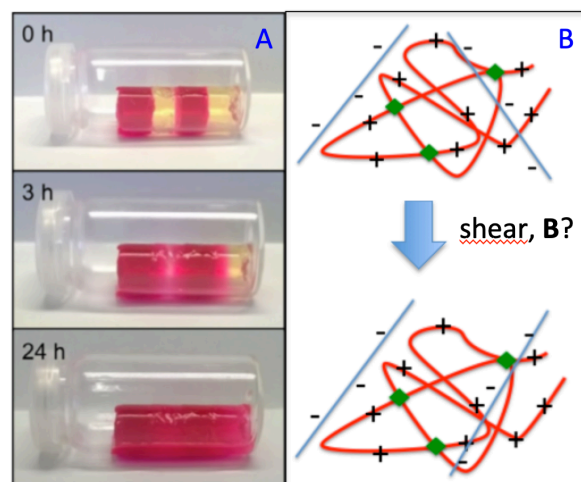 0 h
A
3 h
24 h
B
- - - - - -
+ + + + + + + +
shear, B?
- - - - - -
+ + + + + + + +